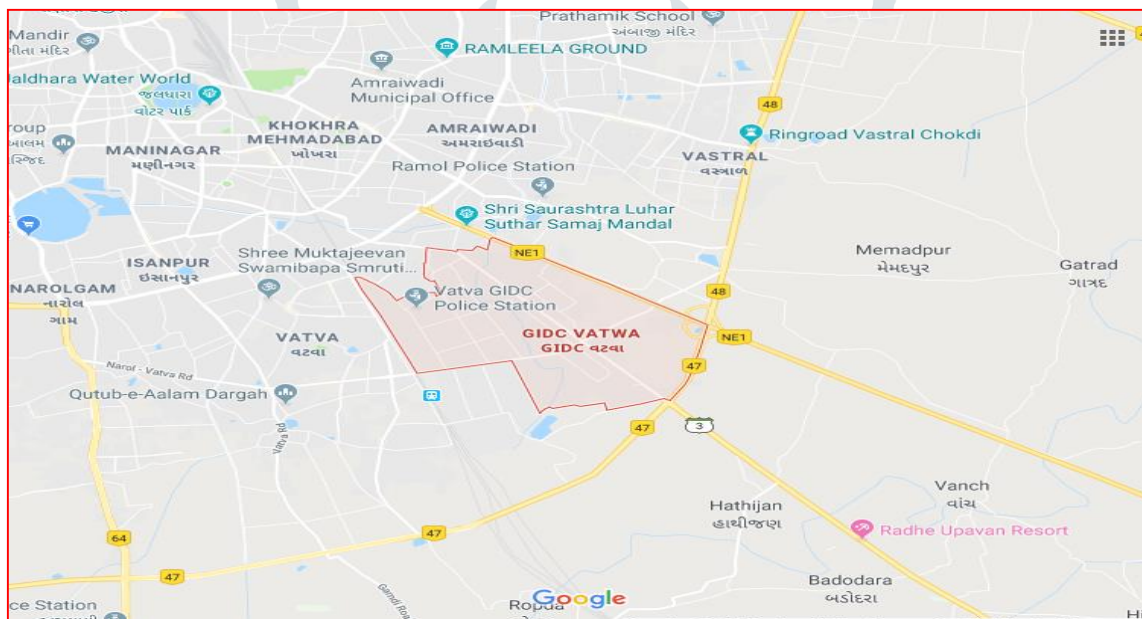 Prathamik School
અંબાજી મંદિર
Mandir
ગીતા મંદિર
RAMLEELA GROUND
48
Jaldhara Water World
જલધારા
વોટર પાર્ક
Amraiwadi
Municipal Office
KHOKHRA
MEHMADABAD
ખોખરા
AMRAIWADI
અમરાઇવાડી
Ringroad Vastral Chokdi
MANINAGAR
મણીનગર
Ramol Police Station
VASTRAL
વસ્ત્રાલ
Shri Saurashtra Luhar
Suthar Samaj Mandal
Memadpur
મેમદપુર
Gatrad
ગાત્રદ
NE1
ISANPUR
ઇસાનપુર
Shree Muktajeevan
Swamibapa Smruti...
NAROLGAM
નારોલ
ગામ
Vatva GIDC
Police Station
48
VATVA
વટવા
GIDC VATWA
GIDC વટવા
NE1
47
Narol - Vatva Rd
Qutub-e-Aalam Dargah
Vatva Rd
47
3
Hathijan
હાથીજણ
Vanch
વાંચ
Radhe Upavan Resort
64
47
47
Badodara
બડોદરા
Gamdi Road
Google
Ropda
ce Station